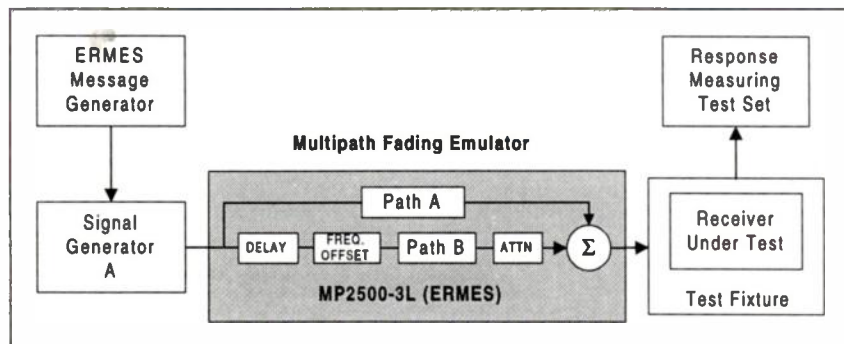 ERMES
Message
Generator
Response
Measuring
Test Set
Multipath Fading Emulator
Signal
Generator
A
Path A
DELAY
FREQ.
OFFSET
Path B
ATTN
Σ
MP2500-3L (ERMES)
Receiver
Under Test
Test Fixture